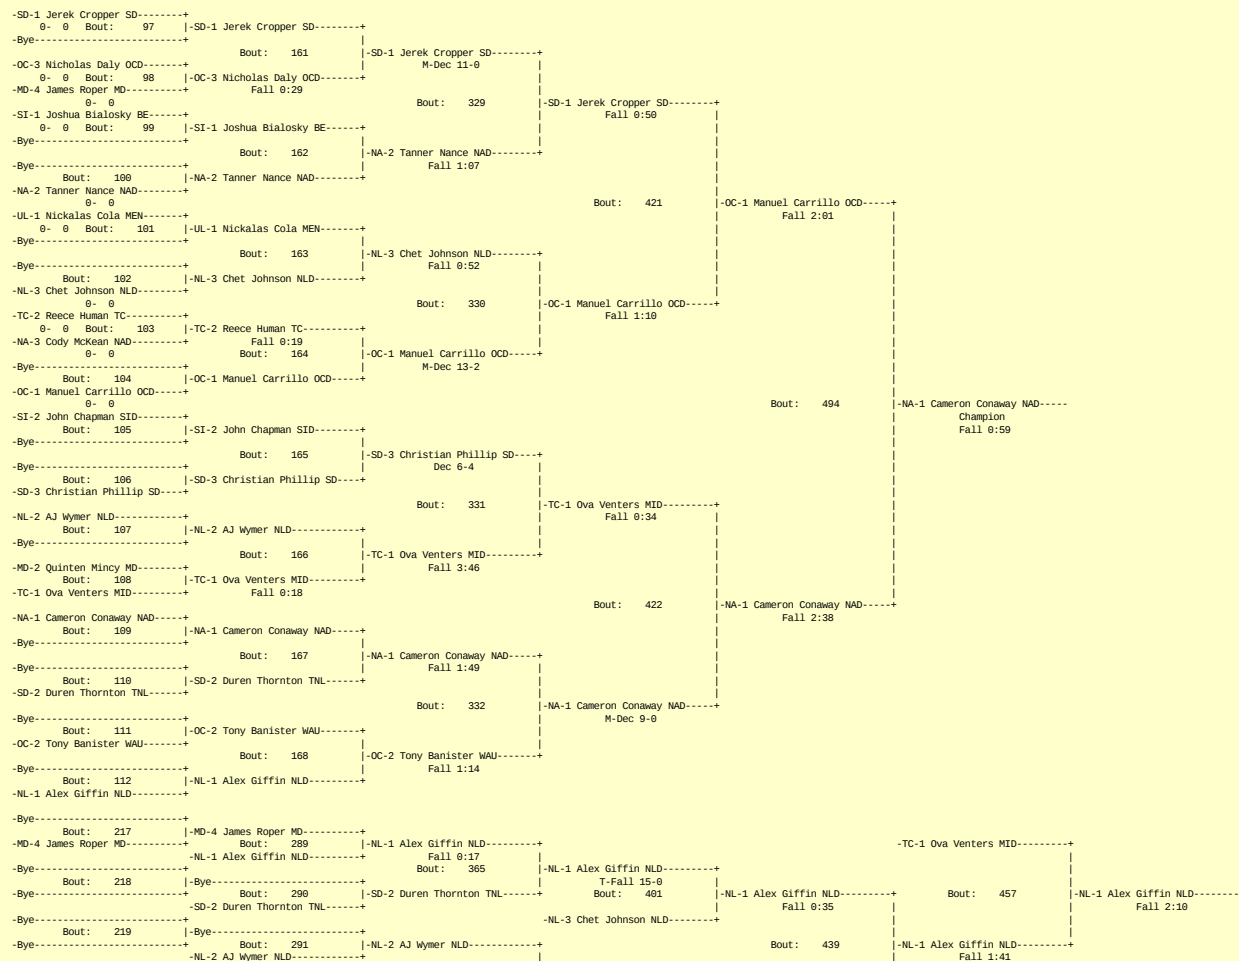 -SD-1 Jerek Cropper SD--------+
0-  0   Bout:     97      |-SD-1 Jerek Cropper SD--------+
-Bye--------------------------+                              |
Bout:     161         |-SD-1 Jerek Cropper SD--------+
-OC-3 Nicholas Daly OCD-------+                              |          M-Dec 11-0          |
0-  0   Bout:     98      |-OC-3 Nicholas Daly OCD-------+                              |
-MD-4 James Roper MD----------+           Fall 0:29                                         |
0-  0                                                   Bout:     329         |-SD-1 Jerek Cropper SD--------+
-SI-1 Joshua Bialosky BE------+                                                             |           Fall 0:50          |
0-  0   Bout:     99      |-SI-1 Joshua Bialosky BE------+                              |                              |
-Bye--------------------------+                              |                              |                              |
Bout:     162         |-NA-2 Tanner Nance NAD--------+                              |
-Bye--------------------------+                              |           Fall 1:07                                         |
Bout:     100         |-NA-2 Tanner Nance NAD--------+                                                             |
-NA-2 Tanner Nance NAD--------+                                                                                            |
0-  0                                                                                  Bout:     421         |-OC-1 Manuel Carrillo OCD-----+
-UL-1 Nickalas Cola MEN-------+                                                                                            |           Fall 2:01          |
0-  0   Bout:     101     |-UL-1 Nickalas Cola MEN-------+                                                             |                              |
-Bye--------------------------+                              |                                                             |                              |
Bout:     163         |-NL-3 Chet Johnson NLD--------+                              |                              |
-Bye--------------------------+                              |           Fall 0:52          |                              |                              |
Bout:     102         |-NL-3 Chet Johnson NLD--------+                              |                              |                              |
-NL-3 Chet Johnson NLD--------+                                                             |                              |                              |
0-  0                                                   Bout:     330         |-OC-1 Manuel Carrillo OCD-----+                              |
-TC-2 Reece Human TC----------+                                                             |           Fall 1:10                                         |
0-  0   Bout:     103     |-TC-2 Reece Human TC----------+                              |                                                             |
-NA-3 Cody McKean NAD---------+           Fall 0:19          |                              |                                                             |
0-  0                     Bout:     164         |-OC-1 Manuel Carrillo OCD-----+                                                             |
-Bye--------------------------+                              |          M-Dec 13-2                                                                        |
Bout:     104         |-OC-1 Manuel Carrillo OCD-----+                                                                                            |
-OC-1 Manuel Carrillo OCD-----+                                                                                                                           |
0-  0                                                                                                                 Bout:     494         |-NA-1 Cameron Conaway NAD-----
-SI-2 John Chapman SID--------+                                                                                                                           |           Champion
Bout:     105         |-SI-2 John Chapman SID--------+                                                                                            |           Fall 0:59
-Bye--------------------------+                              |                                                                                            |
Bout:     165         |-SD-3 Christian Phillip SD----+                                                             |
-Bye--------------------------+                              |            Dec 6-4           |                                                             |
Bout:     106         |-SD-3 Christian Phillip SD----+                              |                                                             |
-SD-3 Christian Phillip SD----+                                                             |                                                             |
Bout:     331         |-TC-1 Ova Venters MID---------+                              |
-NL-2 AJ Wymer NLD------------+                                                             |           Fall 0:34          |                              |
Bout:     107         |-NL-2 AJ Wymer NLD------------+                              |                              |                              |
-Bye--------------------------+                              |                              |                              |                              |
Bout:     166         |-TC-1 Ova Venters MID---------+                              |                              |
-MD-2 Quinten Mincy MD--------+                              |           Fall 3:46                                         |                              |
Bout:     108         |-TC-1 Ova Venters MID---------+                                                             |                              |
-TC-1 Ova Venters MID---------+           Fall 0:18                                                                        |                              |
Bout:     422         |-NA-1 Cameron Conaway NAD-----+
-NA-1 Cameron Conaway NAD-----+                                                                                            |           Fall 2:38
Bout:     109         |-NA-1 Cameron Conaway NAD-----+                                                             |
-Bye--------------------------+                              |                                                             |
Bout:     167         |-NA-1 Cameron Conaway NAD-----+                              |
-Bye--------------------------+                              |           Fall 1:49          |                              |
Bout:     110         |-SD-2 Duren Thornton TNL------+                              |                              |
-SD-2 Duren Thornton TNL------+                                                             |                              |
Bout:     332         |-NA-1 Cameron Conaway NAD-----+
-Bye--------------------------+                                                             |          M-Dec 9-0
Bout:     111         |-OC-2 Tony Banister WAU-------+                              |
-OC-2 Tony Banister WAU-------+                              |                              |
Bout:     168         |-OC-2 Tony Banister WAU-------+
-Bye--------------------------+                              |           Fall 1:14
Bout:     112         |-NL-1 Alex Giffin NLD---------+
-NL-1 Alex Giffin NLD---------+
-Bye--------------------------+
Bout:     217         |-MD-4 James Roper MD----------+
-MD-4 James Roper MD----------+        Bout:     289         |-NL-1 Alex Giffin NLD---------+                                                             -TC-1 Ova Venters MID---------+
-NL-1 Alex Giffin NLD---------+           Fall 0:17          |                                                                                            |
-Bye--------------------------+                                       Bout:     365         |-NL-1 Alex Giffin NLD---------+                                                             |
Bout:     218         |-Bye--------------------------+                              |          T-Fall 15-0         |                                                             |
-Bye--------------------------+        Bout:     290         |-SD-2 Duren Thornton TNL------+        Bout:     401         |-NL-1 Alex Giffin NLD---------+        Bout:     457         |-NL-1 Alex Giffin NLD--------
-SD-2 Duren Thornton TNL------+                                                             |           Fall 0:35          |                              |           Fall 2:10
-Bye--------------------------+                                                             -NL-3 Chet Johnson NLD--------+                              |                              |
Bout:     219         |-Bye--------------------------+                                                                                            |                              |
-Bye--------------------------+        Bout:     291         |-NL-2 AJ Wymer NLD------------+                                       Bout:     439         |-NL-1 Alex Giffin NLD---------+
-NL-2 AJ Wymer NLD------------+                              |                                                             |           Fall 1:41